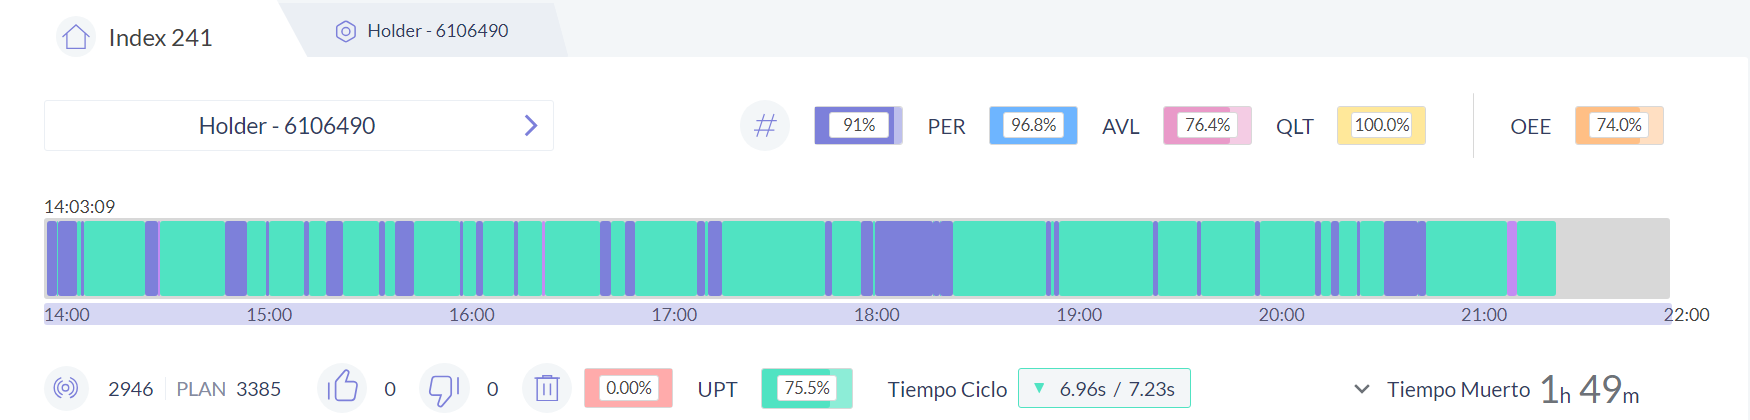 Index 241
Holder - 6106490
Holder - 6106490
# 91% PER 96.8% AVL 76.4% QLT 100.0% OEE 74.0%
14:03:09
14:00 15:00 16:00 17:00 18:00 19:00 20:00 21:00 22:00
2946 PLAN 3385 0 0 0.00% UPT 75.5% Tiempo Ciclo ▼ 6.96s / 7.23s Tiempo Muerto 1h 49m